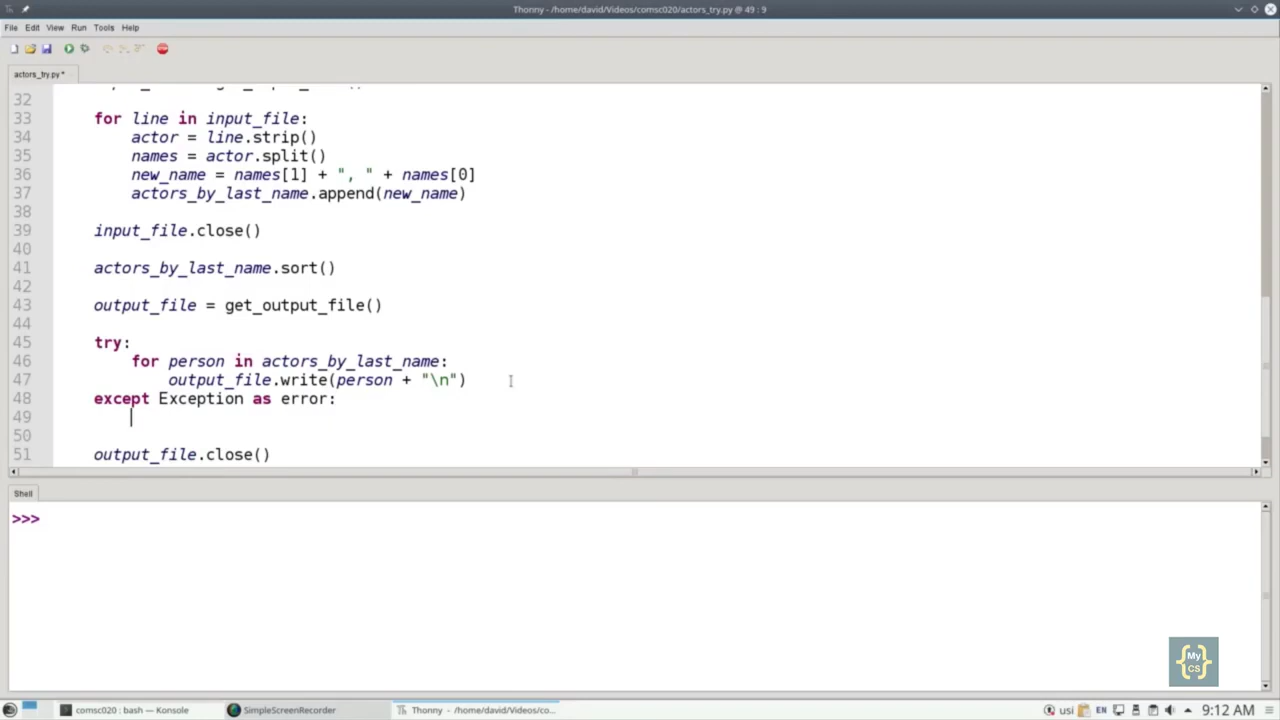 Thonny - /home/david/Videos/comsc020/actors_try.py @ 49 : 9
File Edit View Run Tools Help
actors_try.py *
32
33 for line in input_file:
34 actor = line.strip()
35 names = actor.split()
36 new_name = names[1] + ", " + names[0]
37 actors_by_last_name.append(new_name)
38
39 input_file.close()
40
41 actors_by_last_name.sort()
42
43 output_file = get_output_file()
44
45 try:
46 for person in actors_by_last_name:
47 output_file.write(person + "\n")
48 except Exception as error:
49
50
51 output_file.close()
Shell
>>>
{My CS}
comsc020 : bash — Konsole SimpleScreenRecorder Thonny - /home/david/Videos/co... usi EN 9:12 AM